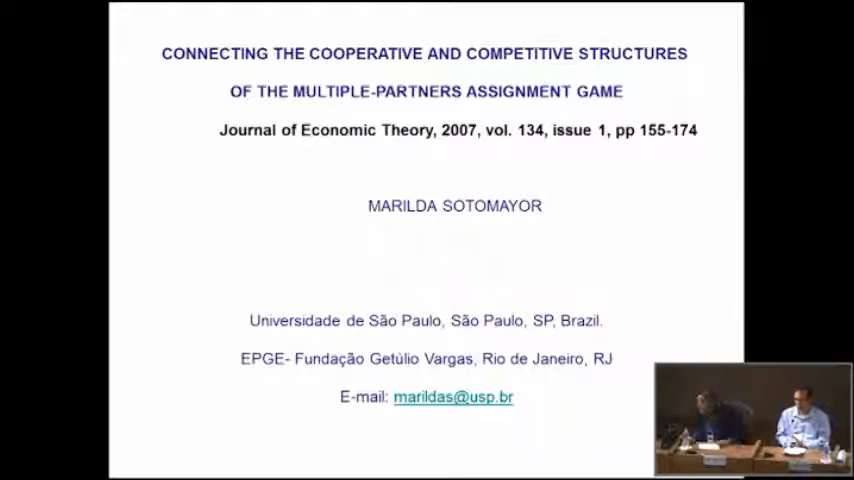 CONNECTING THE COOPERATIVE AND COMPETITIVE STRUCTURES
OF THE MULTIPLE-PARTNERS ASSIGNMENT GAME
Journal of Economic Theory, 2007, vol. 134, issue 1, pp 155-174
MARILDA SOTOMAYOR
Universidade de São Paulo, São Paulo, SP, Brazil.
EPGE- Fundação Getúlio Vargas, Rio de Janeiro, RJ
E-mail: marildas@usp.br